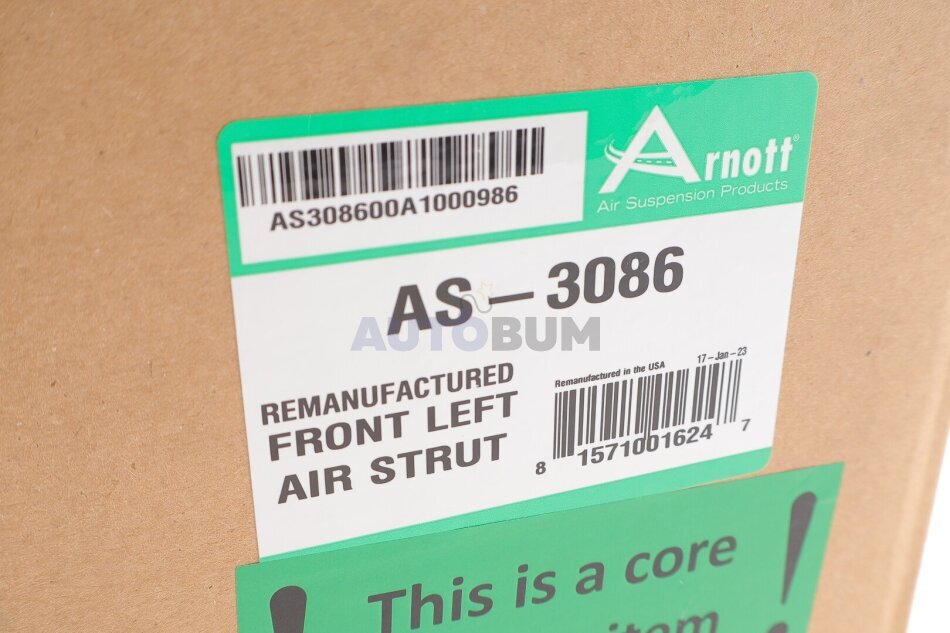 Arnott®
Air Suspension Products
AS308600A1000986
AS-3086
AUTOBUM
REMANUFACTURED
FRONT LEFT
AIR STRUT
17-Jan-23
Remanufactured in the USA
8 1571001624 7
! This is a core !
item